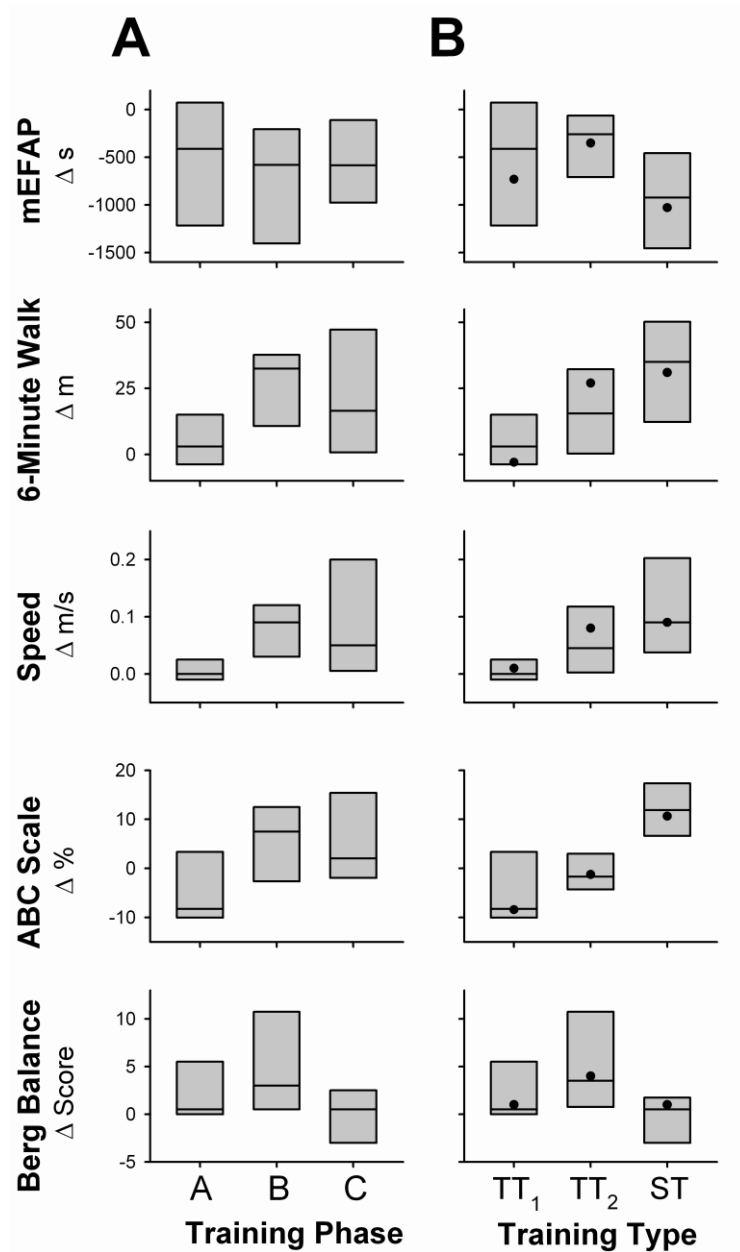 A
B
mEFAP
Δ s
0
-500
-1000
-1500
6-Minute Walk
Δ m
50
25
0
Speed
Δ m/s
0.2
0.1
0.0
ABC Scale
Δ %
20
10
0
-10
Berg Balance
Δ Score
10
5
0
-5
A B C
Training Phase
TT₁ TT₂ ST
Training Type